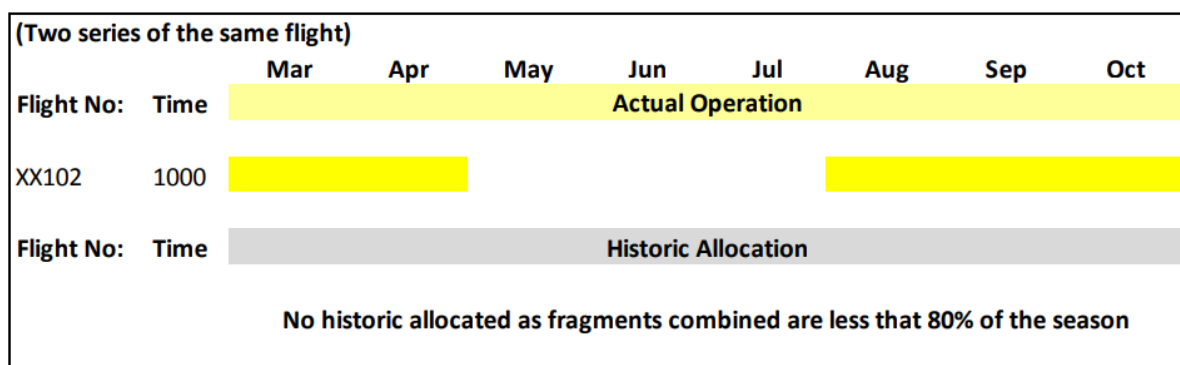 (Two series of the same flight)
Mar Apr May Jun Jul Aug Sep Oct
Flight No: Time Actual Operation
XX102 1000
Flight No: Time Historic Allocation
No historic allocated as fragments combined are less that 80% of the season